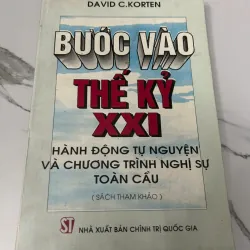 DAVID C.KORTEN
BƯỚC VÀO
THẾ KỶ
XXI
HÀNH ĐỘNG TỰ NGUYỆN
VÀ CHƯƠNG TRÌNH NGHỊ SỰ
TOÀN CẦU
( SÁCH THAM KHẢO )
ST NHÀ XUẤT BẢN CHÍNH TRỊ QUỐC GIA